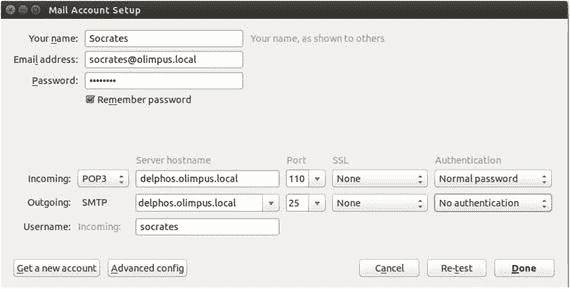 Mail Account Setup
Your name: Socrates Your name, as shown to others
Email address: socrates@olimpus.local
Password: ••••••••
Remember password
Server hostname Port SSL Authentication
Incoming: POP3 delphos.olimpus.local 110 None Normal password
Outgoing: SMTP delphos.olimpus.local 25 None No authentication
Username: Incoming: socrates
Get a new account Advanced config Cancel Re-test Done